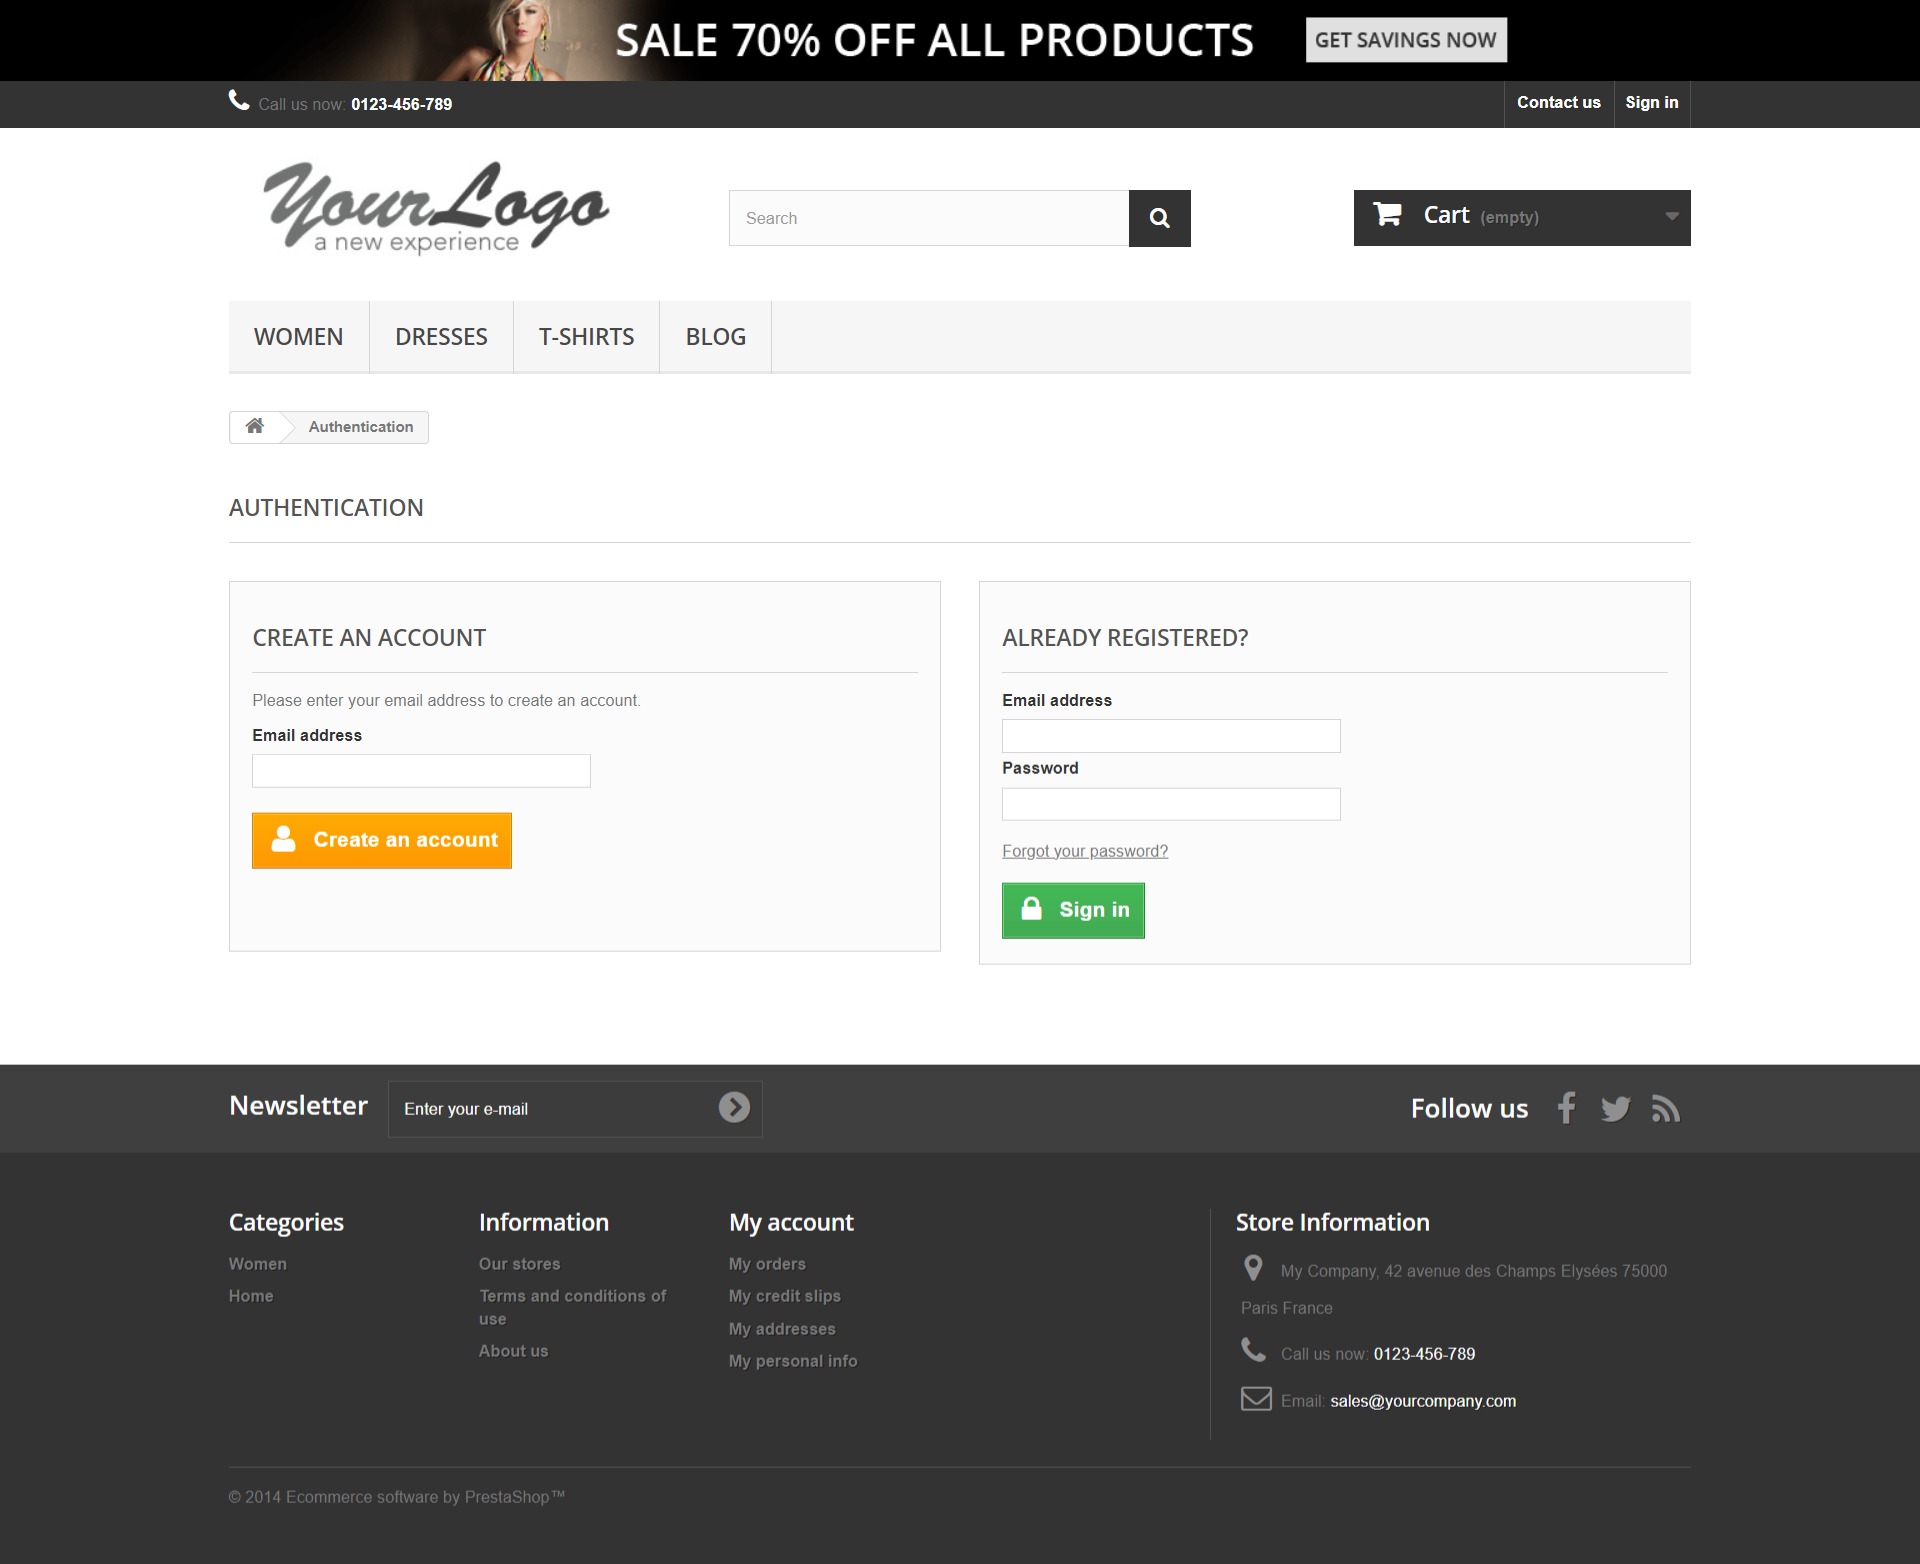 SALE 70% OFF ALL PRODUCTS
GET SAVINGS NOW
Call us now: 0123-456-789
Contact us
Sign in
YourLogo
a new experience
Search
Cart (empty)
WOMEN
DRESSES
T-SHIRTS
BLOG
Authentication
AUTHENTICATION
CREATE AN ACCOUNT
Please enter your email address to create an account.
Email address
Create an account
ALREADY REGISTERED?
Email address
Password
Forgot your password?
Sign in
Newsletter
Enter your e-mail
Follow us
Categories
Women
Home
Information
Our stores
Terms and conditions of
use
About us
My account
My orders
My credit slips
My addresses
My personal info
Store Information
My Company, 42 avenue des Champs Elysées 75000
Paris France
Call us now: 0123-456-789
Email: sales@yourcompany.com
© 2014 Ecommerce software by PrestaShop™